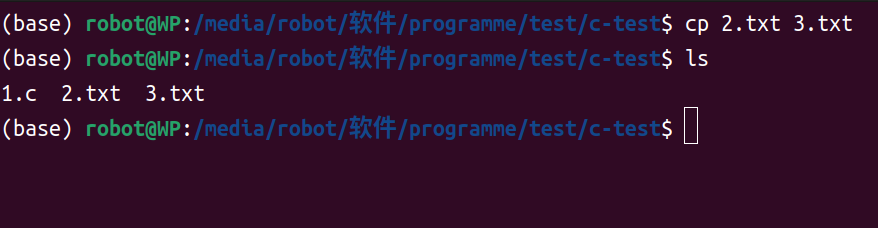 (base) robot@WP:/media/robot/软件/programme/test/c-test$ cp 2.txt 3.txt
(base) robot@WP:/media/robot/软件/programme/test/c-test$ ls
1.c  2.txt  3.txt
(base) robot@WP:/media/robot/软件/programme/test/c-test$